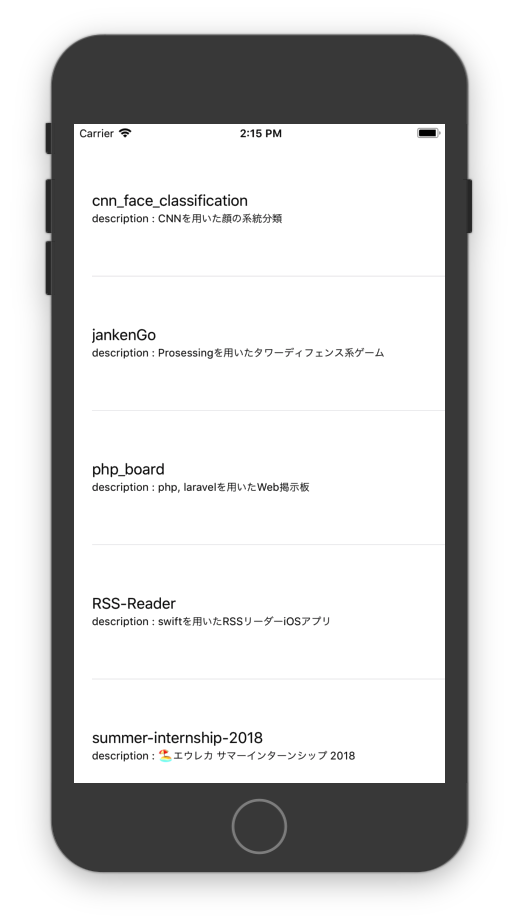 Carrier 2:15 PM
cnn_face_classification
description : CNNを用いた顔の系統分類
jankenGo
description : Prosessingを用いたタワーディフェンス系ゲーム
php_board
description : php, laravelを用いたWeb掲示板
RSS-Reader
description : swiftを用いたRSSリーダーiOSアプリ
summer-internship-2018
description : 🏖エウレカ サマーインターンシップ 2018